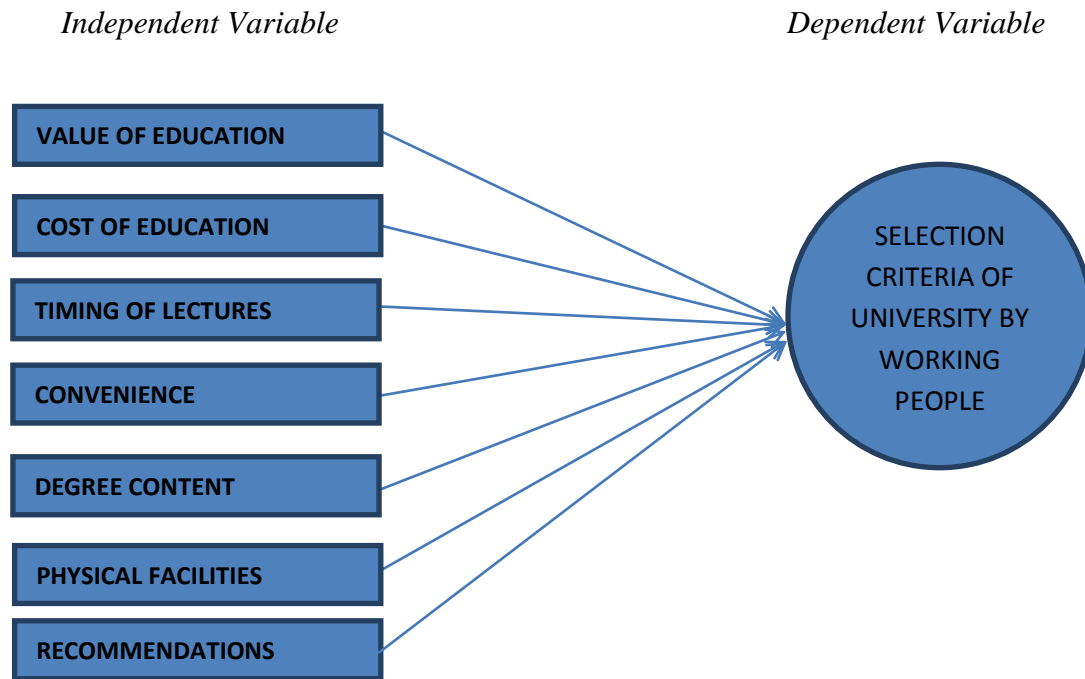 Independent Variable
Dependent Variable
VALUE OF EDUCATION
COST OF EDUCATION
TIMING OF LECTURES
CONVENIENCE
DEGREE CONTENT
PHYSICAL FACILITIES
RECOMMENDATIONS
SELECTION
CRITERIA OF
UNIVERSITY BY
WORKING
PEOPLE